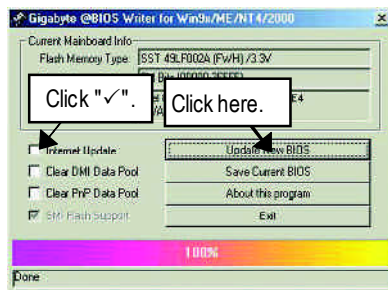 Gigabyte @BIOS Writer for Win9x/ME/NT4/2000
Current Mainboard Info
Flash Memory Type: SST 49LF002A (FWH) /3.3V
Click "✓". Click here.
Internet Update
Update New BIOS
Clear DMI Data Pool
Save Current BIOS
Clear PnP Data Pool
About this program
SMI Flash Support
Exit
100%
Done